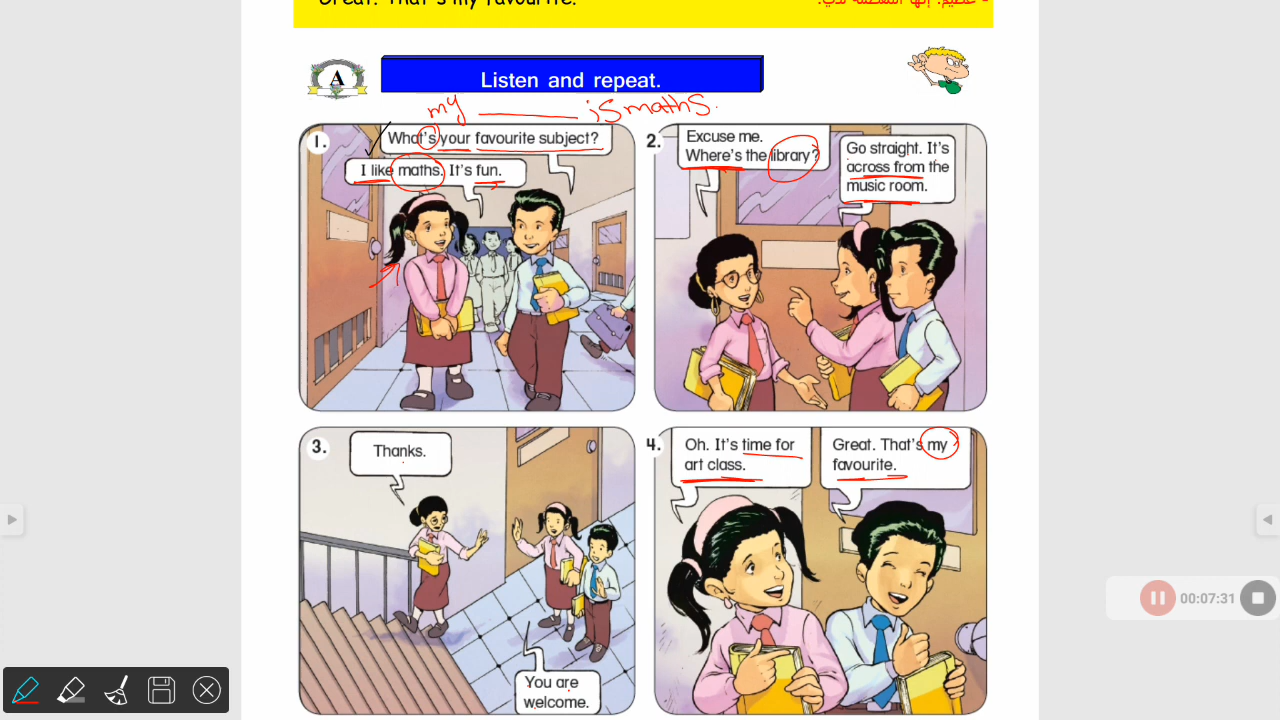 Great. That's my favourite.
A
Listen and repeat.
my ______ is maths.
1.
What's your favourite subject?
I like maths. It's fun.
2.
Excuse me.
Where's the library?
Go straight. It's
across from the
music room.
3.
Thanks.
You are
welcome.
4.
Oh. It's time for
art class.
Great. That's my
favourite.
00:07:31